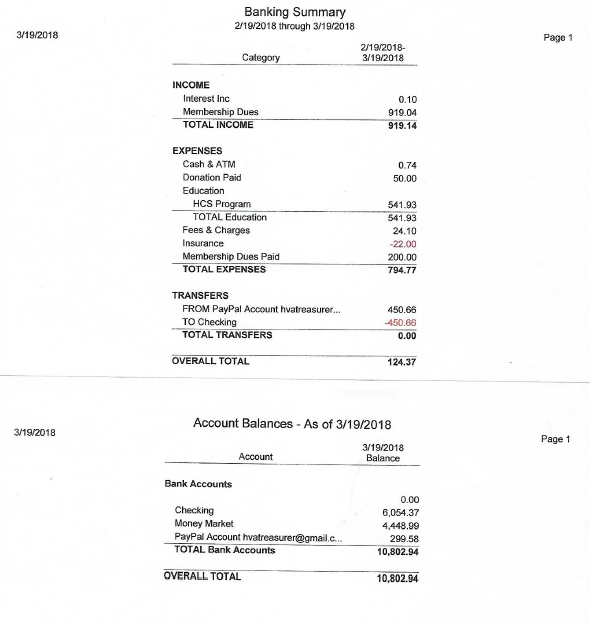 Banking Summary
2/19/2018 through 3/19/2018
3/19/2018
Page 1
2/19/2018-
Category 3/19/2018
INCOME
Interest Inc 0.10
Membership Dues 919.04
TOTAL INCOME 919.14
EXPENSES
Cash & ATM 0.74
Donation Paid 50.00
Education
HCS Program 541.93
TOTAL Education 541.93
Fees & Charges 24.10
Insurance -22.00
Membership Dues Paid 200.00
TOTAL EXPENSES 794.77
TRANSFERS
FROM PayPal Account hvatreasurer... 450.66
TO Checking -450.66
TOTAL TRANSFERS 0.00
OVERALL TOTAL 124.37
Account Balances - As of 3/19/2018
3/19/2018
Page 1
3/19/2018
Account Balance
Bank Accounts
0.00
Checking 6,054.37
Money Market 4,448.99
PayPal Account hvatreasurer@gmail.c... 299.58
TOTAL Bank Accounts 10,802.94
OVERALL TOTAL 10,802.94